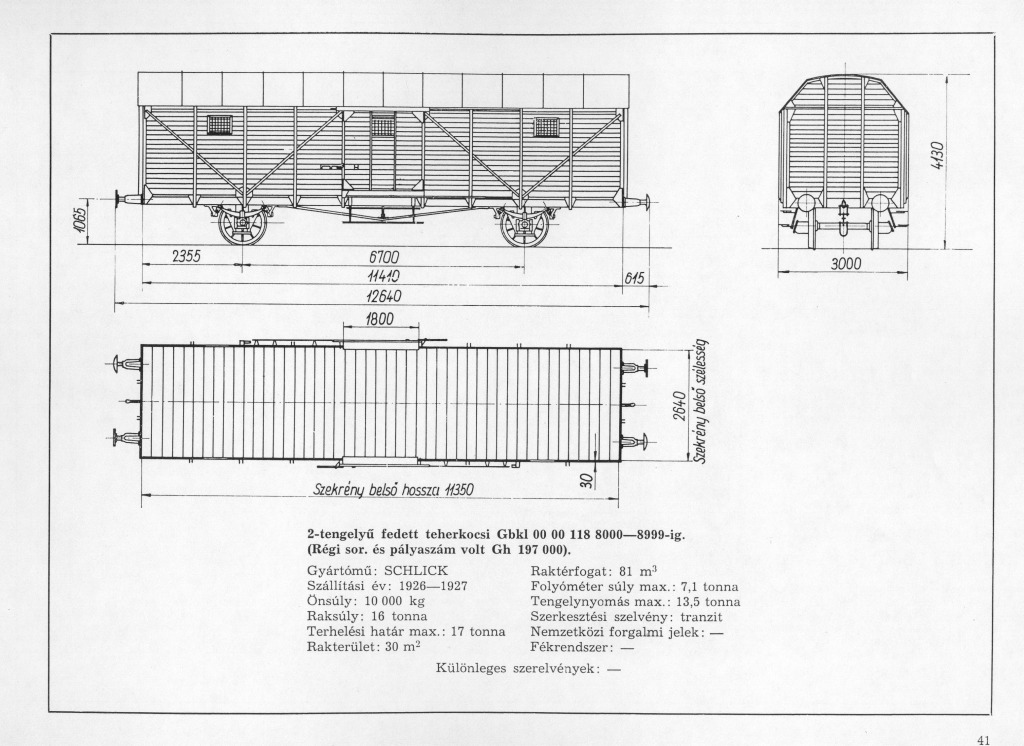 4130
1065
3000
2355
6700
11410
615
12640
1800
2640
Szekrény belső szélesség
30
Szekrény belső hossza 11350
2-tengelyű fedett teherkocsi Gbkl 00 00 118 8000—8999-ig.
(Régi sor. és pályaszám volt Gh 197 000).
Gyártómű: SCHLICK
Szállítási év: 1926—1927
Önsúly: 10 000 kg
Raksúly: 16 tonna
Terhelési határ max.: 17 tonna
Rakterület: 30 m²
Raktérfogat: 81 m³
Folyóméter súly max.: 7,1 tonna
Tengelynyomás max.: 13,5 tonna
Szerkesztési szelvény: tranzit
Nemzetközi forgalmi jelek: —
Fékrendszer: —
Különleges szerelvények: —
41